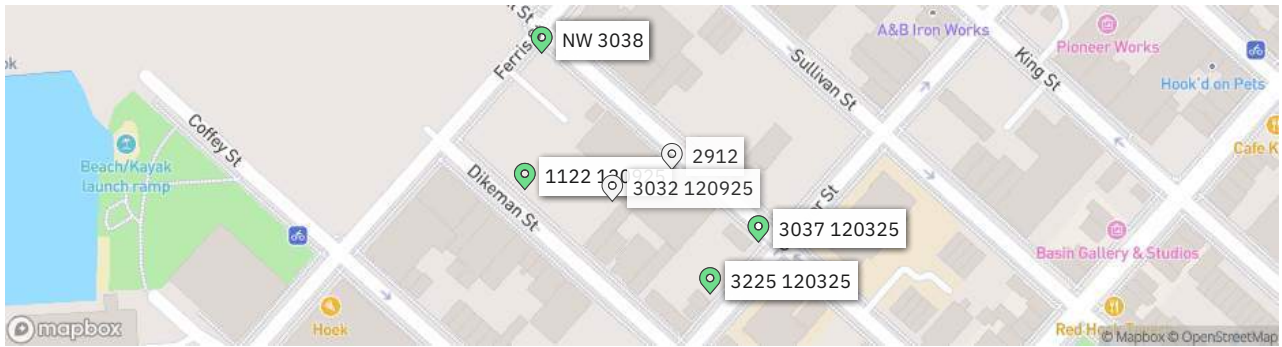 NW 3038
Ferris
St
A&B Iron Works
Pioneer Works
King St
Sullivan St
Hook'd on Pets
Coffey St
Beach/Kayak
launch ramp
2912
1122 120925
3032 120925
Dikeman St
Cafe K
3037 120325
Basin Gallery & Studios
3225 120325
Hoek
mapbox
© Mapbox © OpenStreetMap